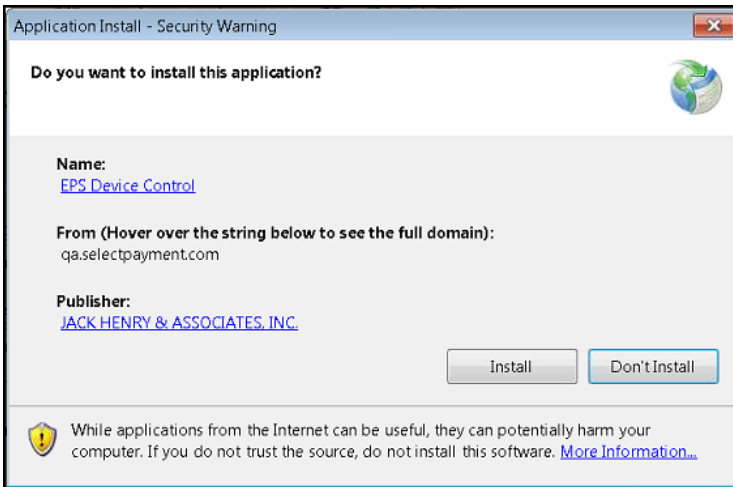 Application Install - Security Warning
Do you want to install this application?
Name:
EPS Device Control
From (Hover over the string below to see the full domain):
qa.selectpayment.com
Publisher:
JACK HENRY & ASSOCIATES, INC.
Install
Don't Install
While applications from the Internet can be useful, they can potentially harm your
computer. If you do not trust the source, do not install this software. More Information...